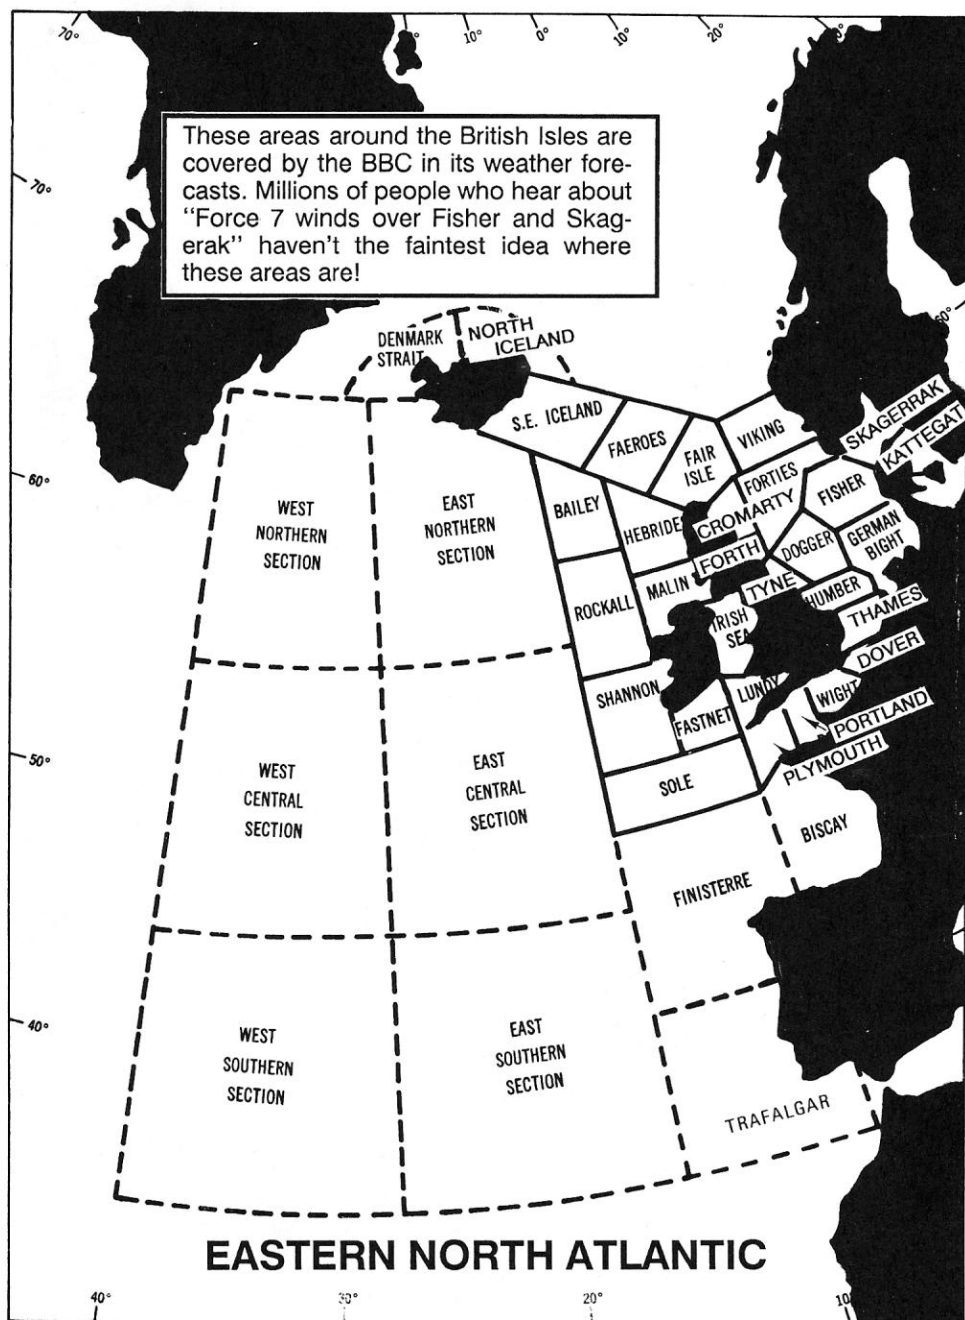 70°
10°
0°
10°
20°
These areas around the British Isles are
covered by the BBC in its weather fore-
casts. Millions of people who hear about
"Force 7 winds over Fisher and Skag-
erak" haven't the faintest idea where
these areas are!
70°
60°
DENMARK
STRAIT
NORTH
ICELAND
S.E. ICELAND
FAEROES
FAIR
ISLE
VIKING
SKAGERRAK
KATTEGAT
60°
WEST
NORTHERN
SECTION
EAST
NORTHERN
SECTION
BAILEY
HEBRIDE
FORTIES
CROMARTY
FISHER
GERMAN
BIGHT
DOGGER
FORTH
MALIN
ROCKALL
TYNE
HUMBER
IRISH
SEA
THAMES
DOVER
SHANNON
LUNDY
WIGHT
FASTNET
PORTLAND
PLYMOUTH
50°
WEST
CENTRAL
SECTION
EAST
CENTRAL
SECTION
SOLE
BISCAY
FINISTERRE
40°
WEST
SOUTHERN
SECTION
EAST
SOUTHERN
SECTION
TRAFALGAR
EASTERN NORTH ATLANTIC
40°
30°
20°
10